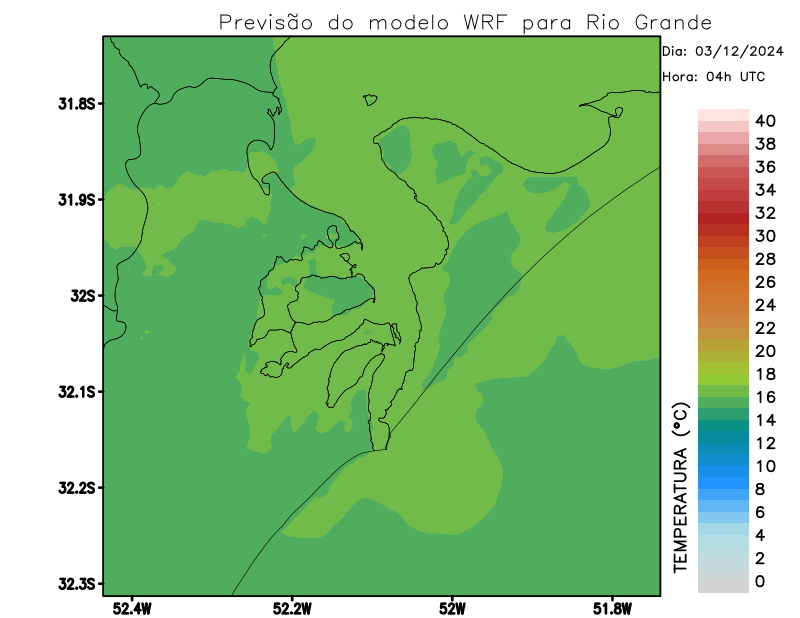 Previsão do modelo WRF para Rio Grande
Dia: 03/12/2024
Hora: 04h UTC
31.8S
31.9S
32S
32.1S
32.2S
32.3S
52.4W
52.2W
52W
51.8W
TEMPERATURA (°C)
40
38
36
34
32
30
28
26
24
22
20
18
16
14
12
10
8
6
4
2
0